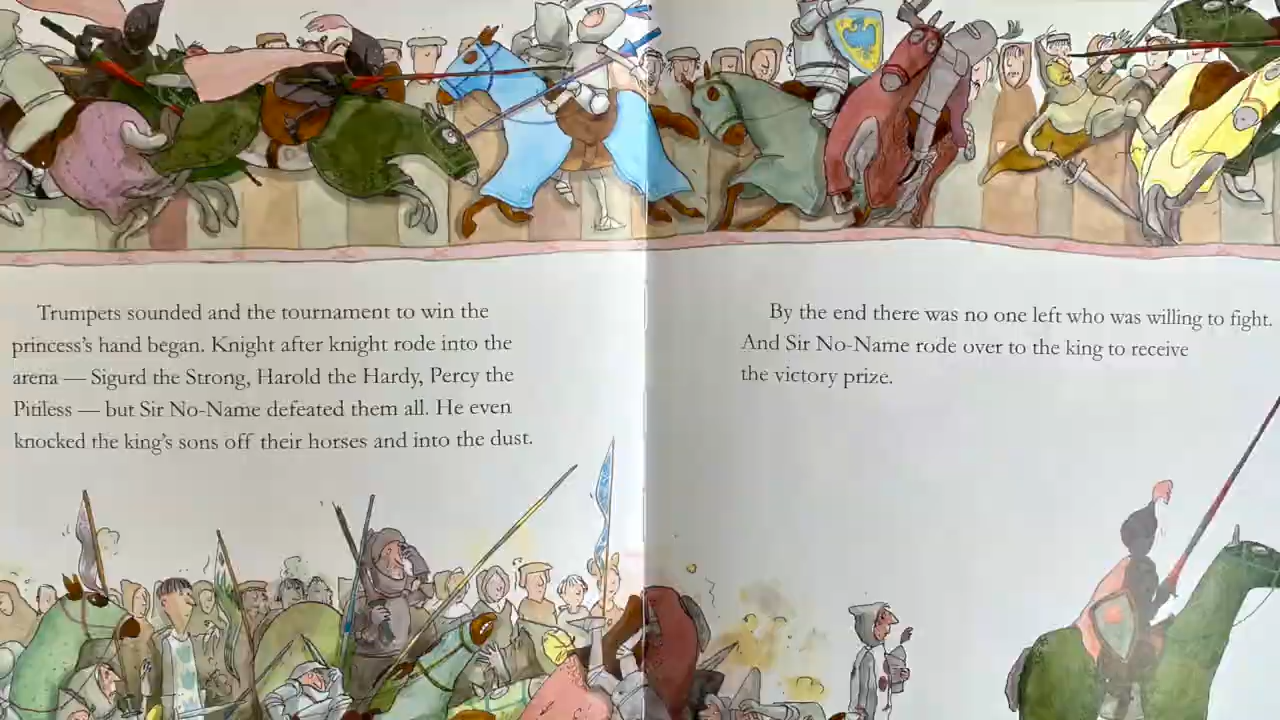 Trumpets sounded and the tournament to win the
princess's hand began. Knight after knight rode into the
arena — Sigurd the Strong, Harold the Hardy, Percy the
Pitiless — but Sir No-Name defeated them all. He even
knocked the king's sons off their horses and into the dust.
By the end there was no one left who was willing to fight.
And Sir No-Name rode over to the king to receive
the victory prize.